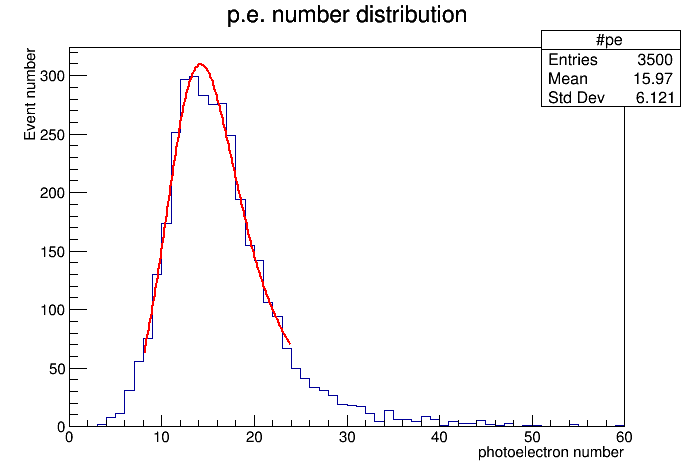 p.e. number distribution
#pe
Entries 3500
Mean 15.97
Std Dev 6.121
Event number
300
250
200
150
100
50
0
0 10 20 30 40 50 60
photoelectron number